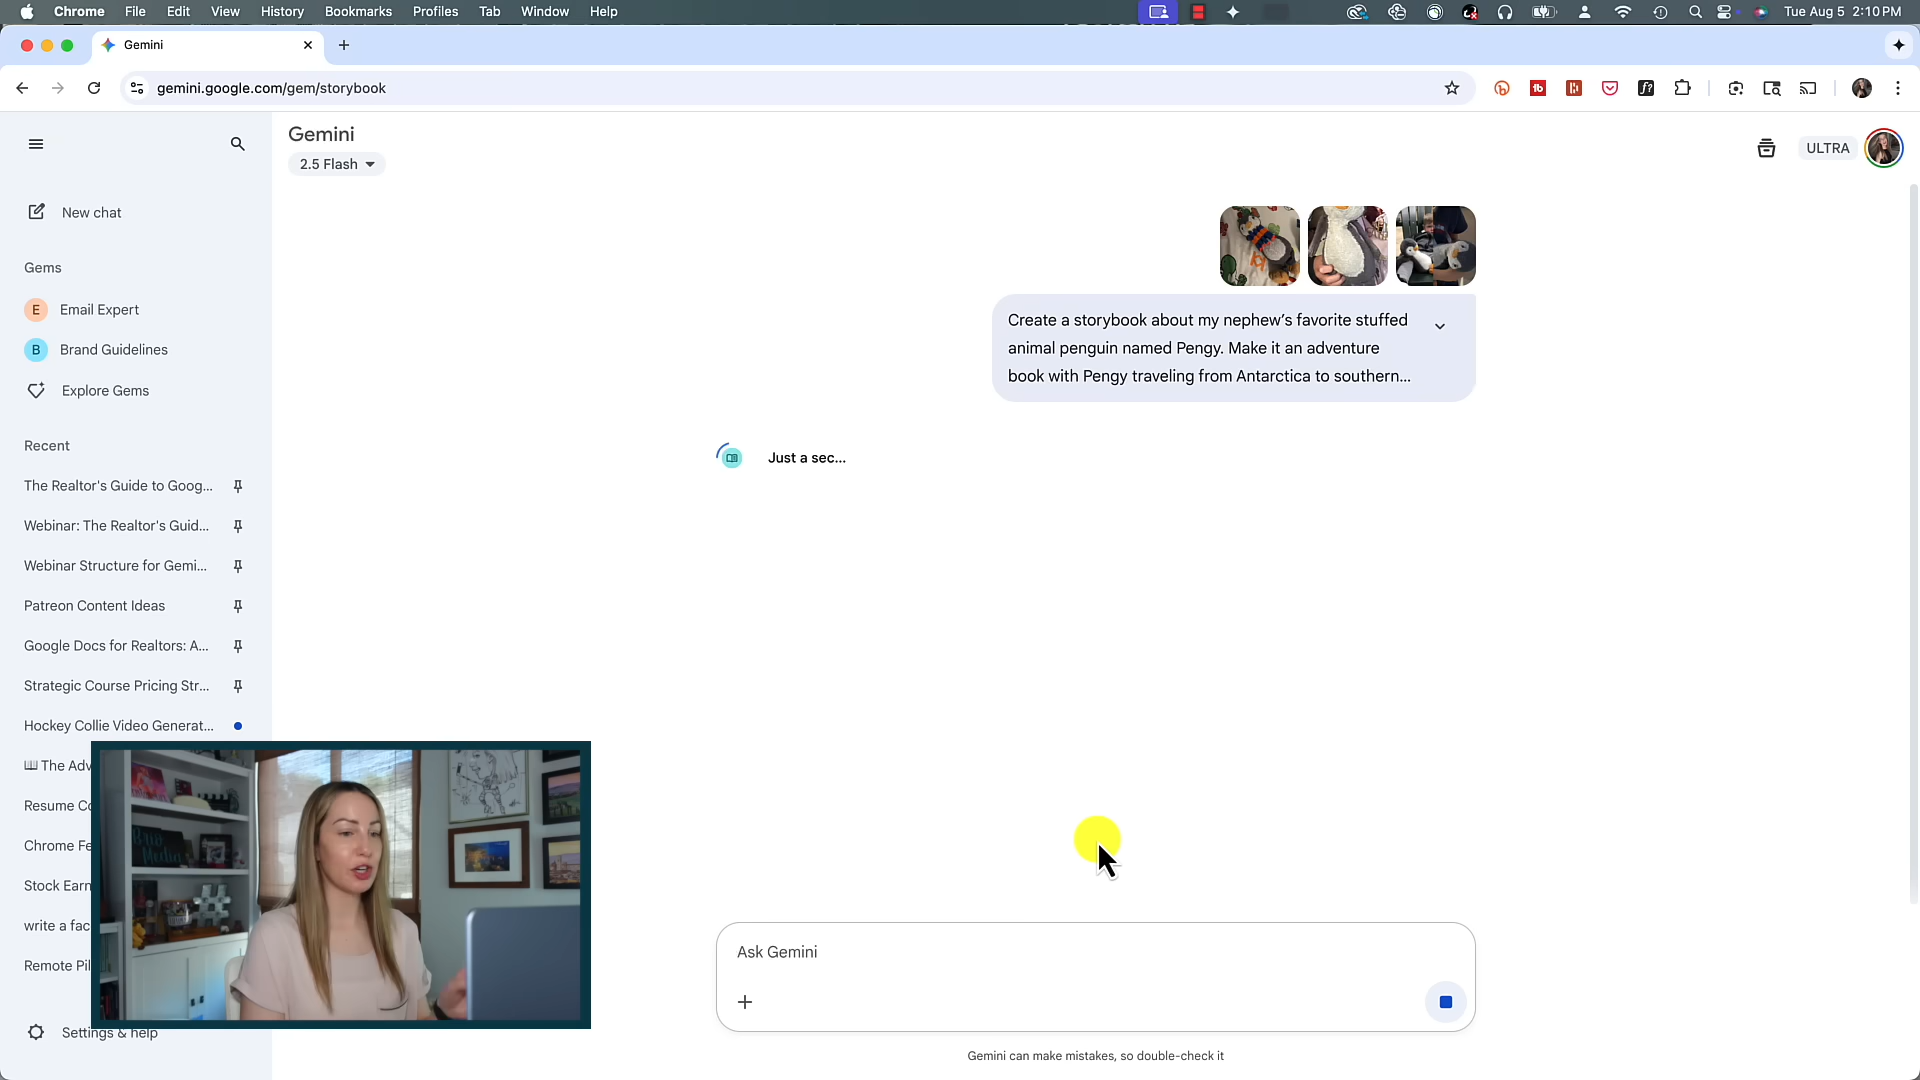 Chrome File Edit View History Bookmarks Profiles Tab Window Help
Tue Aug 5 2:10 PM
Gemini
gemini.google.com/gem/storybook
Gemini
2.5 Flash
ULTRA
New chat
Gems
E Email Expert
B Brand Guidelines
Explore Gems
Recent
The Realtor's Guide to Goog...
Webinar: The Realtor's Guid...
Webinar Structure for Gemi...
Patreon Content Ideas
Google Docs for Realtors: A...
Strategic Course Pricing Str...
Hockey Collie Video Generat...
The Adv
Resume Co
Chrome Fe
Stock Earn
write a fac
Remote Pil
Settings & help
Create a storybook about my nephew’s favorite stuffed
animal penguin named Pengy. Make it an adventure
book with Pengy traveling from Antarctica to southern...
Just a sec...
Ask Gemini
Gemini can make mistakes, so double-check it